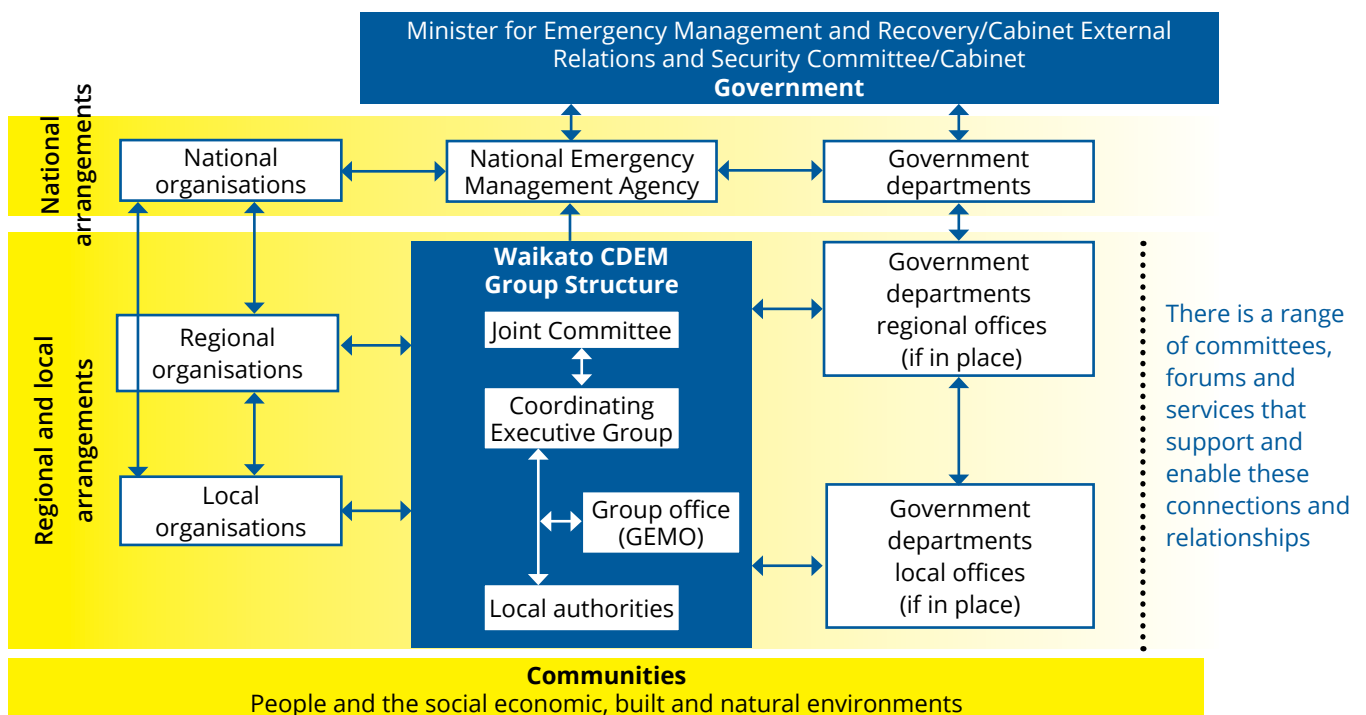 Minister for Emergency Management and Recovery/Cabinet External
Relations and Security Committee/Cabinet
Government
National
arrangements
National
organisations
National Emergency
Management Agency
Government
departments
Regional and local
arrangements
Waikato CDEM
Group Structure
Joint Committee
Coordinating
Executive Group
Group office
(GEMO)
Local authorities
Regional
organisations
Local
organisations
Government
departments
regional offices
(if in place)
Government
departments
local offices
(if in place)
There is a range
of committees,
forums and
services that
support and
enable these
connections and
relationships
Communities
People and the social economic, built and natural environments